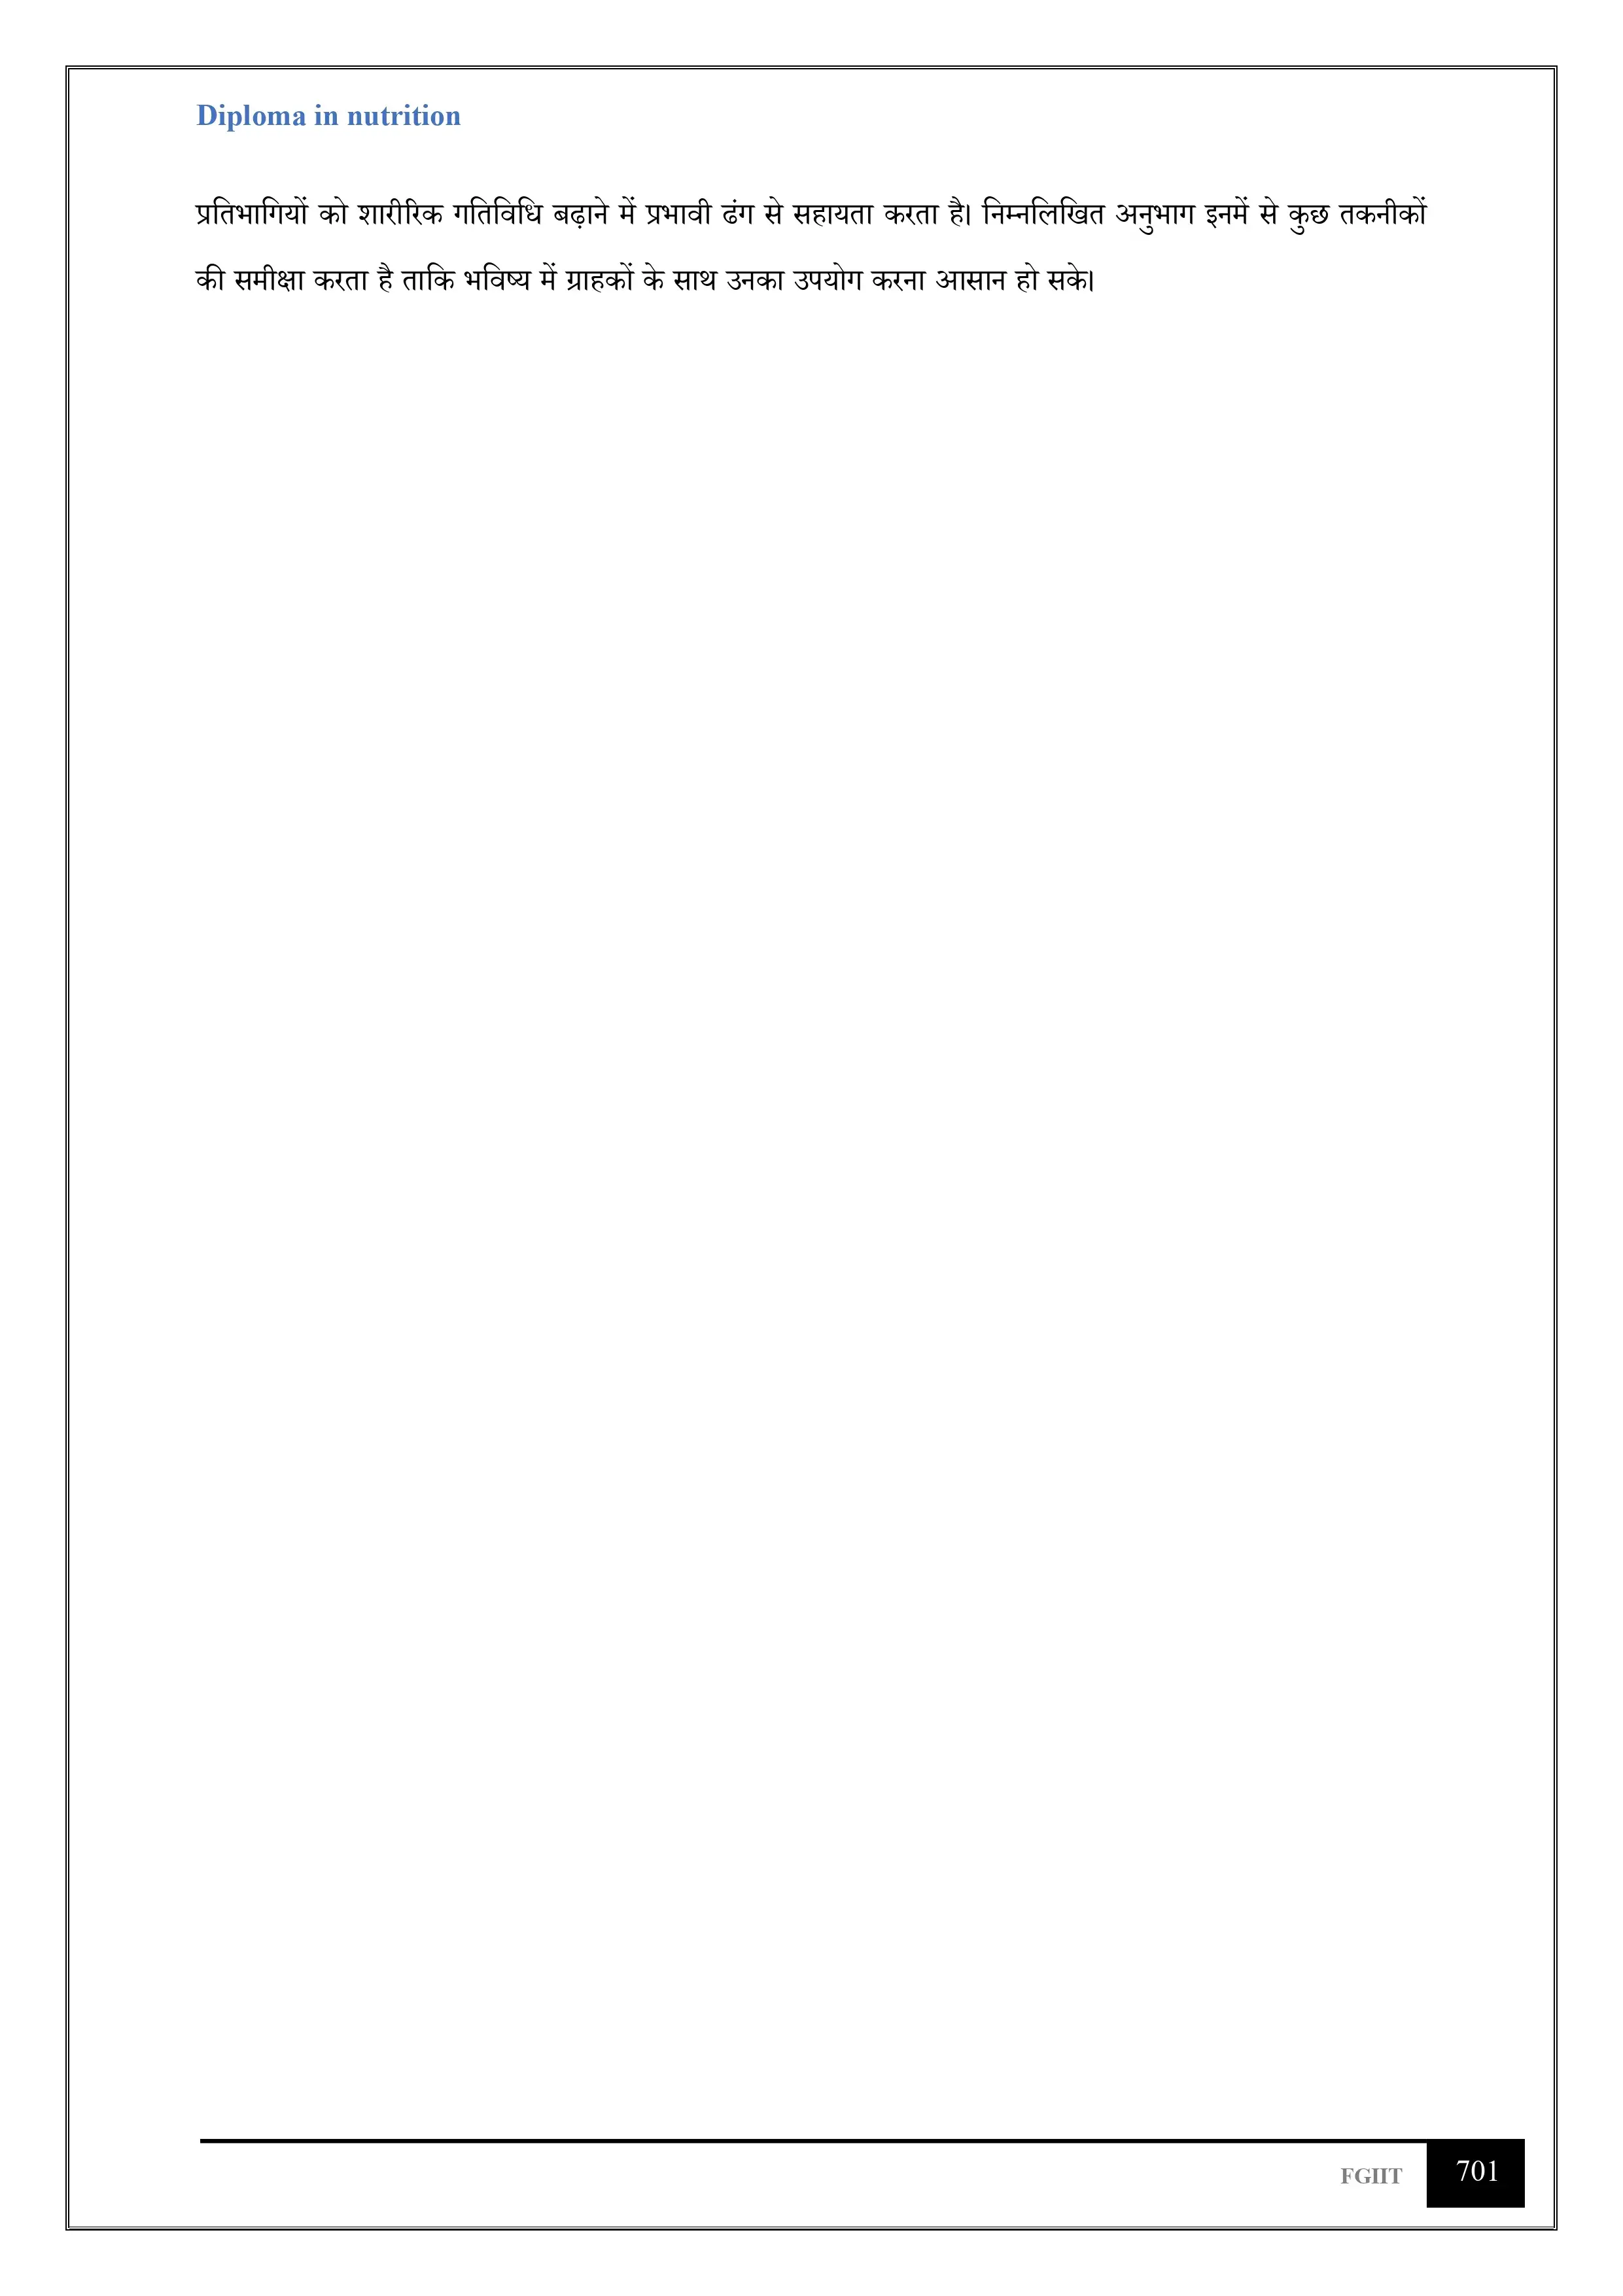 Diploma in nutrition
प्रतिभागियों को शारीरिक गतिविधि बढ़ाने में प्रभावी ढंग से सहायता करता है। निम्नलिखित अनुभाग इनमें से कुछ तकनीकों
की समीक्षा करता है ताकि भविष्य में ग्राहकों के साथ उनका उपयोग करना आसान हो सके।
FGIIT 701